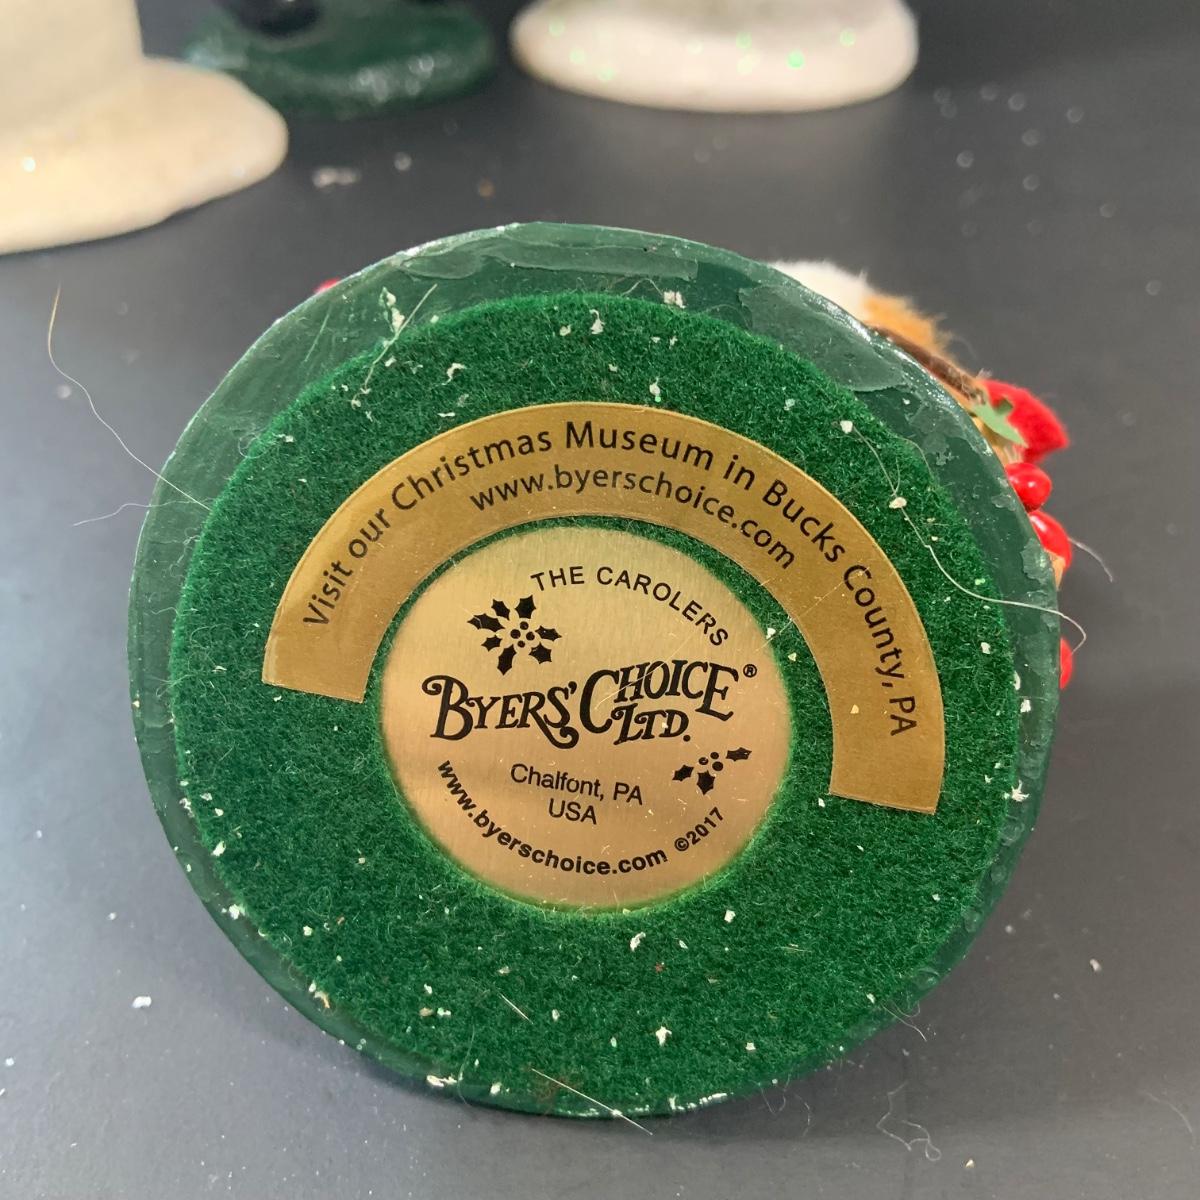 Visit our Christmas Museum in Bucks County, PA
www.byerschoice.com
THE CAROLERS
BYERS' CHOICE®
LTD.
Chalfont, PA
USA
www.byerschoice.com ©2017